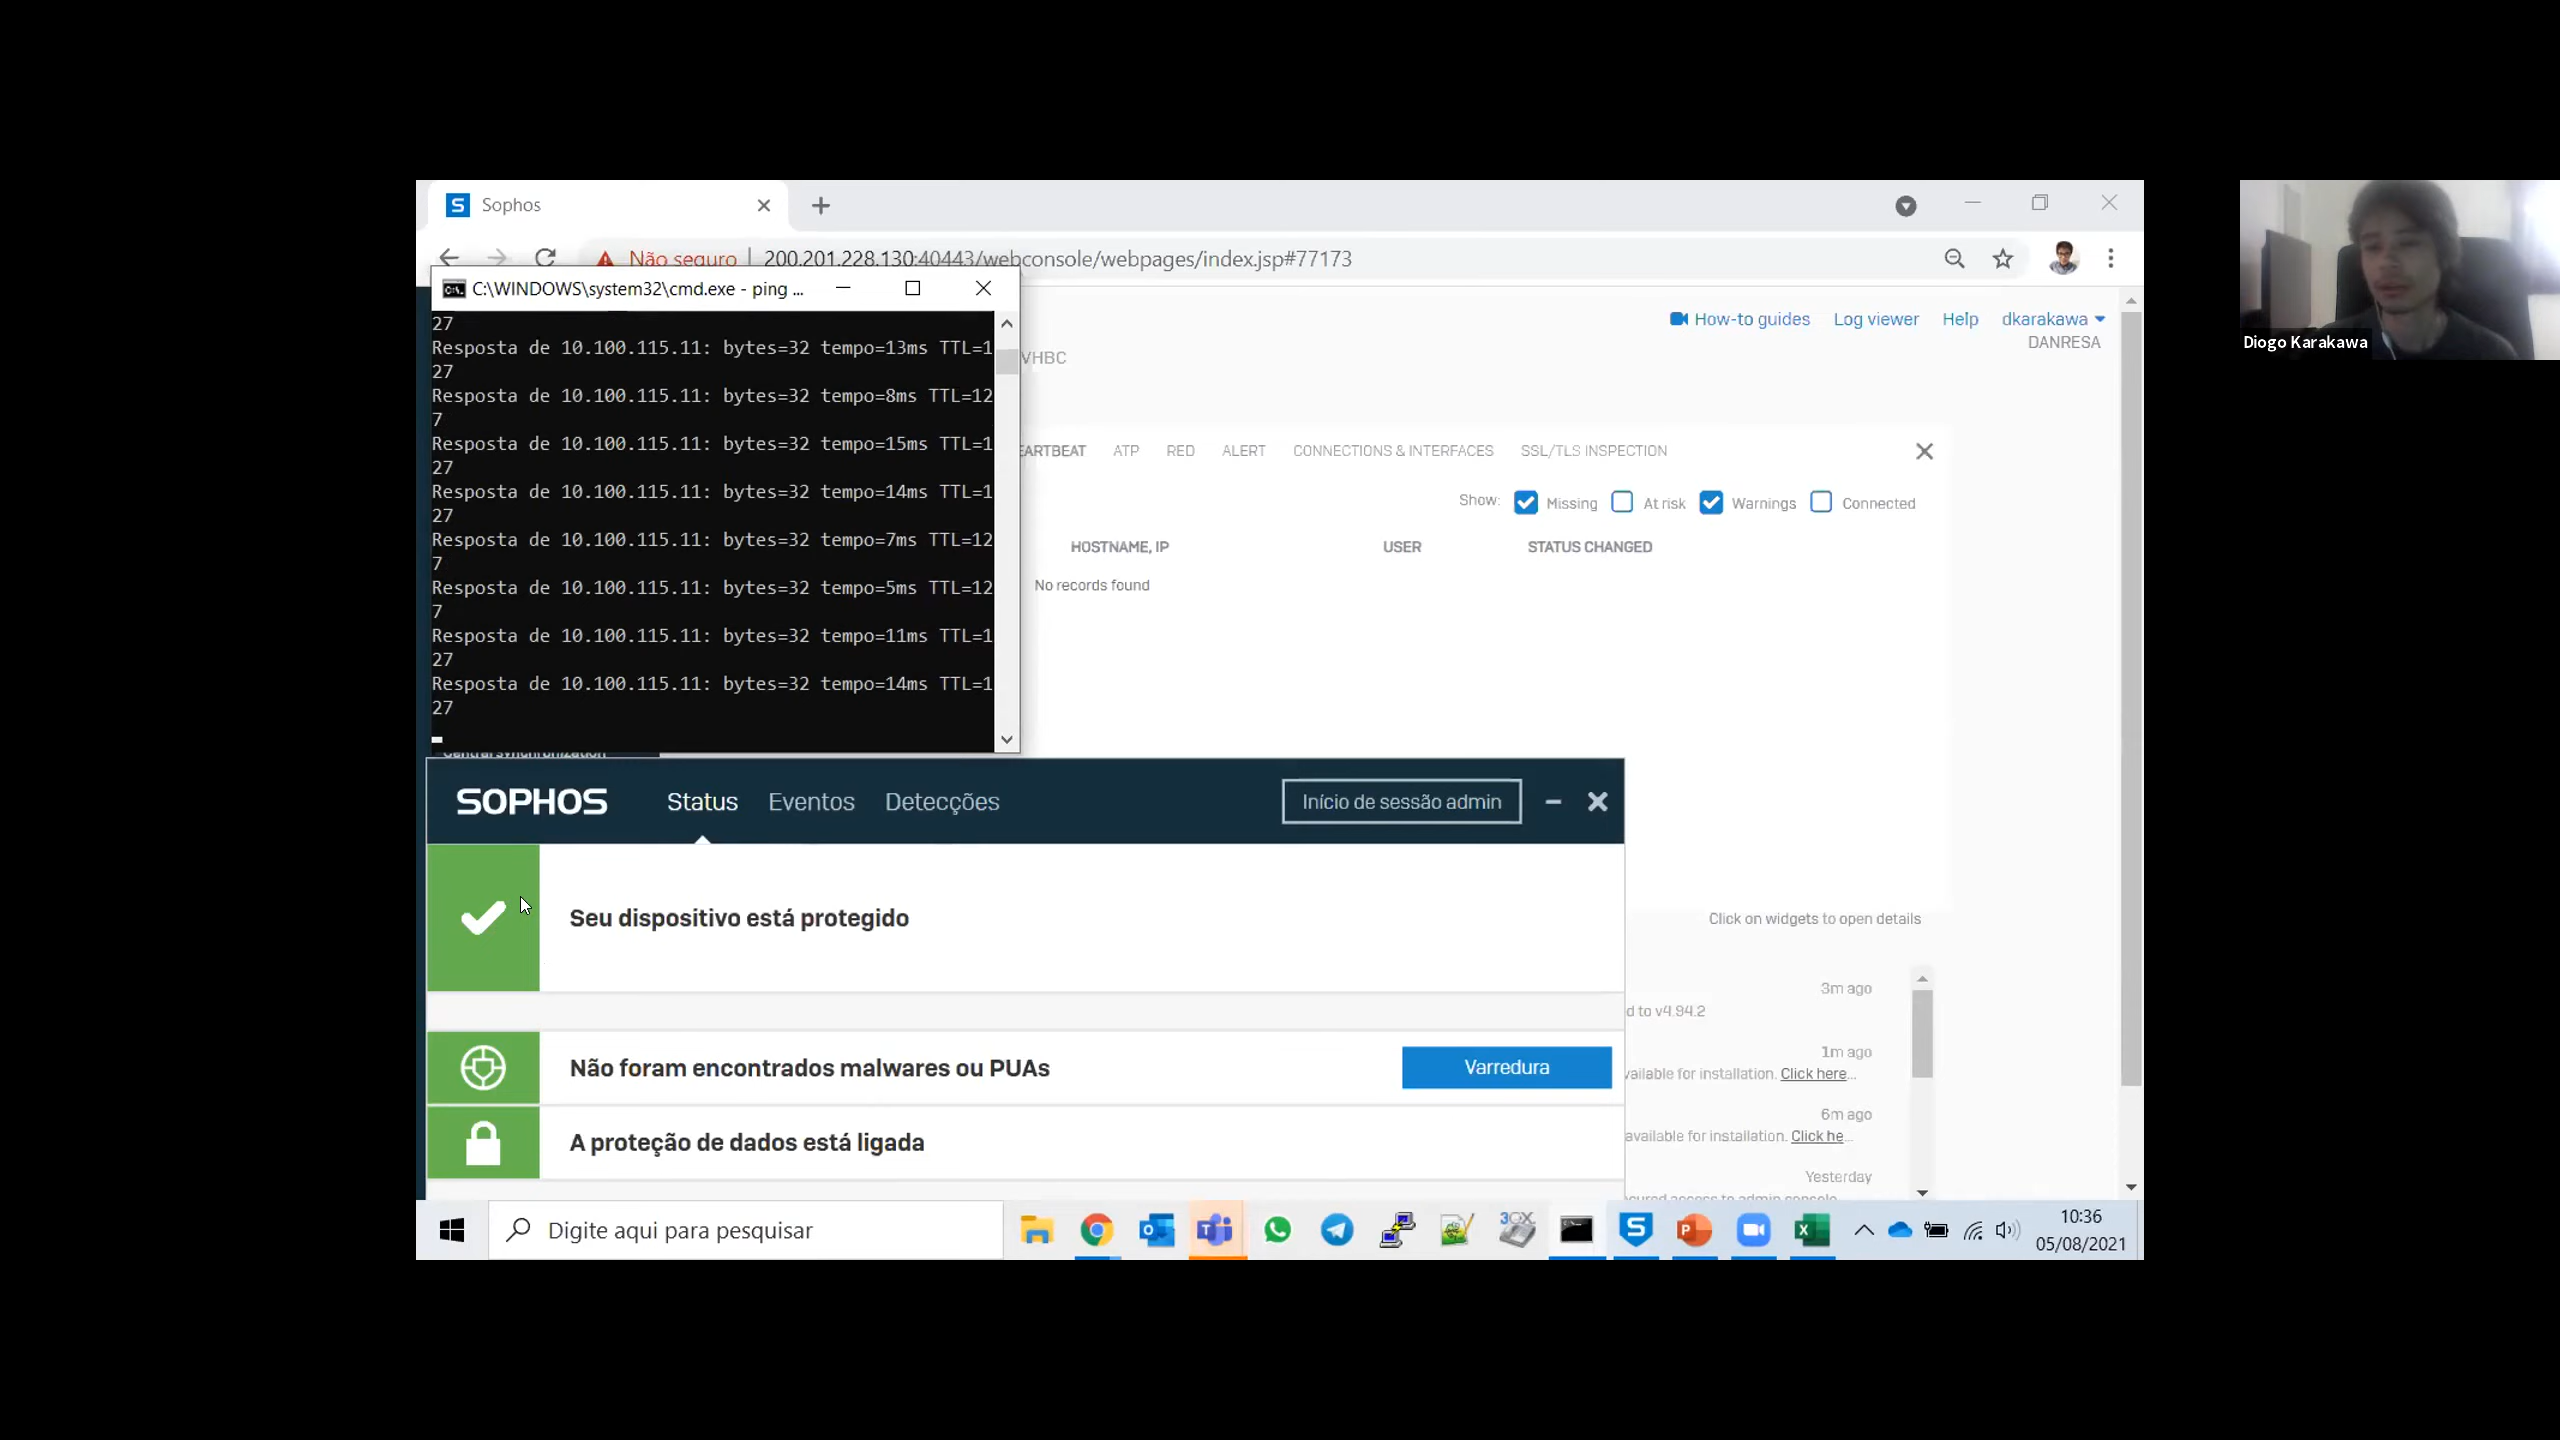 Sophos
Não seguro | 200.201.228.130:40443/webconsole/webpages/index.jsp#77173
C:\WINDOWS\system32\cmd.exe - ping ...
27
Resposta de 10.100.115.11: bytes=32 tempo=13ms TTL=1
27
Resposta de 10.100.115.11: bytes=32 tempo=8ms TTL=12
7
Resposta de 10.100.115.11: bytes=32 tempo=15ms TTL=1
27
Resposta de 10.100.115.11: bytes=32 tempo=14ms TTL=1
27
Resposta de 10.100.115.11: bytes=32 tempo=7ms TTL=12
7
Resposta de 10.100.115.11: bytes=32 tempo=5ms TTL=12
7
Resposta de 10.100.115.11: bytes=32 tempo=11ms TTL=1
27
Resposta de 10.100.115.11: bytes=32 tempo=14ms TTL=1
27
How-to guides Log viewer Help dkarakawa
DANRESA
VHBC
EARTBEAT ATP RED ALERT CONNECTIONS & INTERFACES SSL/TLS INSPECTION
Show: Missing At risk Warnings Connected
HOSTNAME, IP USER STATUS CHANGED
No records found
Diogo Karakawa
SOPHOS Status Eventos Detecções Início de sessão admin
Seu dispositivo está protegido
Não foram encontrados malwares ou PUAs
Varredura
A proteção de dados está ligada
Click on widgets to open details
3m ago
d to v4.94.2
1m ago
vailable for installation. Click here...
6m ago
available for installation. Click he...
Yesterday
Digite aqui para pesquisar
3CX
10:36
05/08/2021